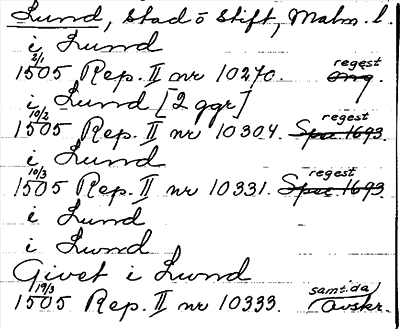 Lund, stad o stift, Malm. l.
i Lund
2/1 1505 Rep. II nr 10270. regest orig.
i Lund [2 ggr]
10/2 1505 Rep. II nr 10304. regest Spec 1693.
i Lund
10/3 1505 Rep. II nr 10331. regest Spec 1693.
i Lund
i Lund
Givet i Lund
19/3 1505 Rep. II nr 10333. samtida Avskr.